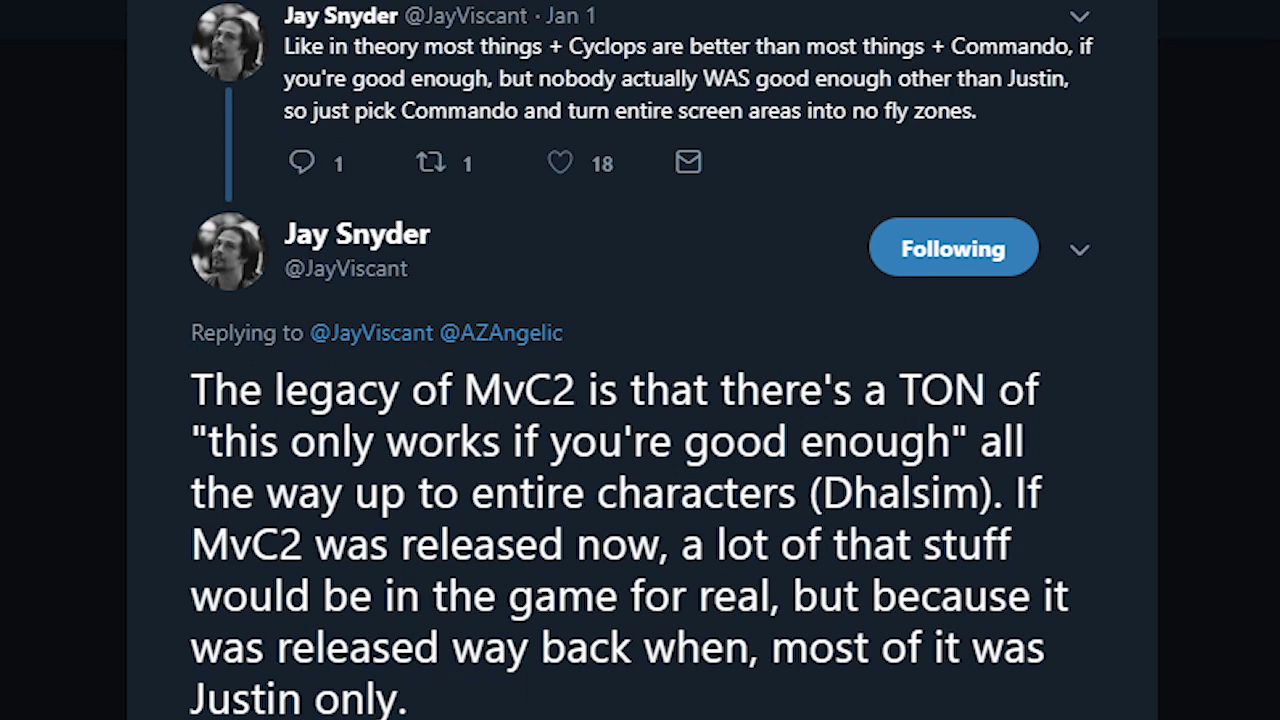 Jay Snyder @JayViscant · Jan 1
Like in theory most things + Cyclops are better than most things + Commando, if
you're good enough, but nobody actually WAS good enough other than Justin,
so just pick Commando and turn entire screen areas into no fly zones.
1 1 18
Jay Snyder
@JayViscant
Following
Replying to @JayViscant @AZAngelic
The legacy of MvC2 is that there's a TON of
"this only works if you're good enough" all
the way up to entire characters (Dhalsim). If
MvC2 was released now, a lot of that stuff
would be in the game for real, but because it
was released way back when, most of it was
Justin only.